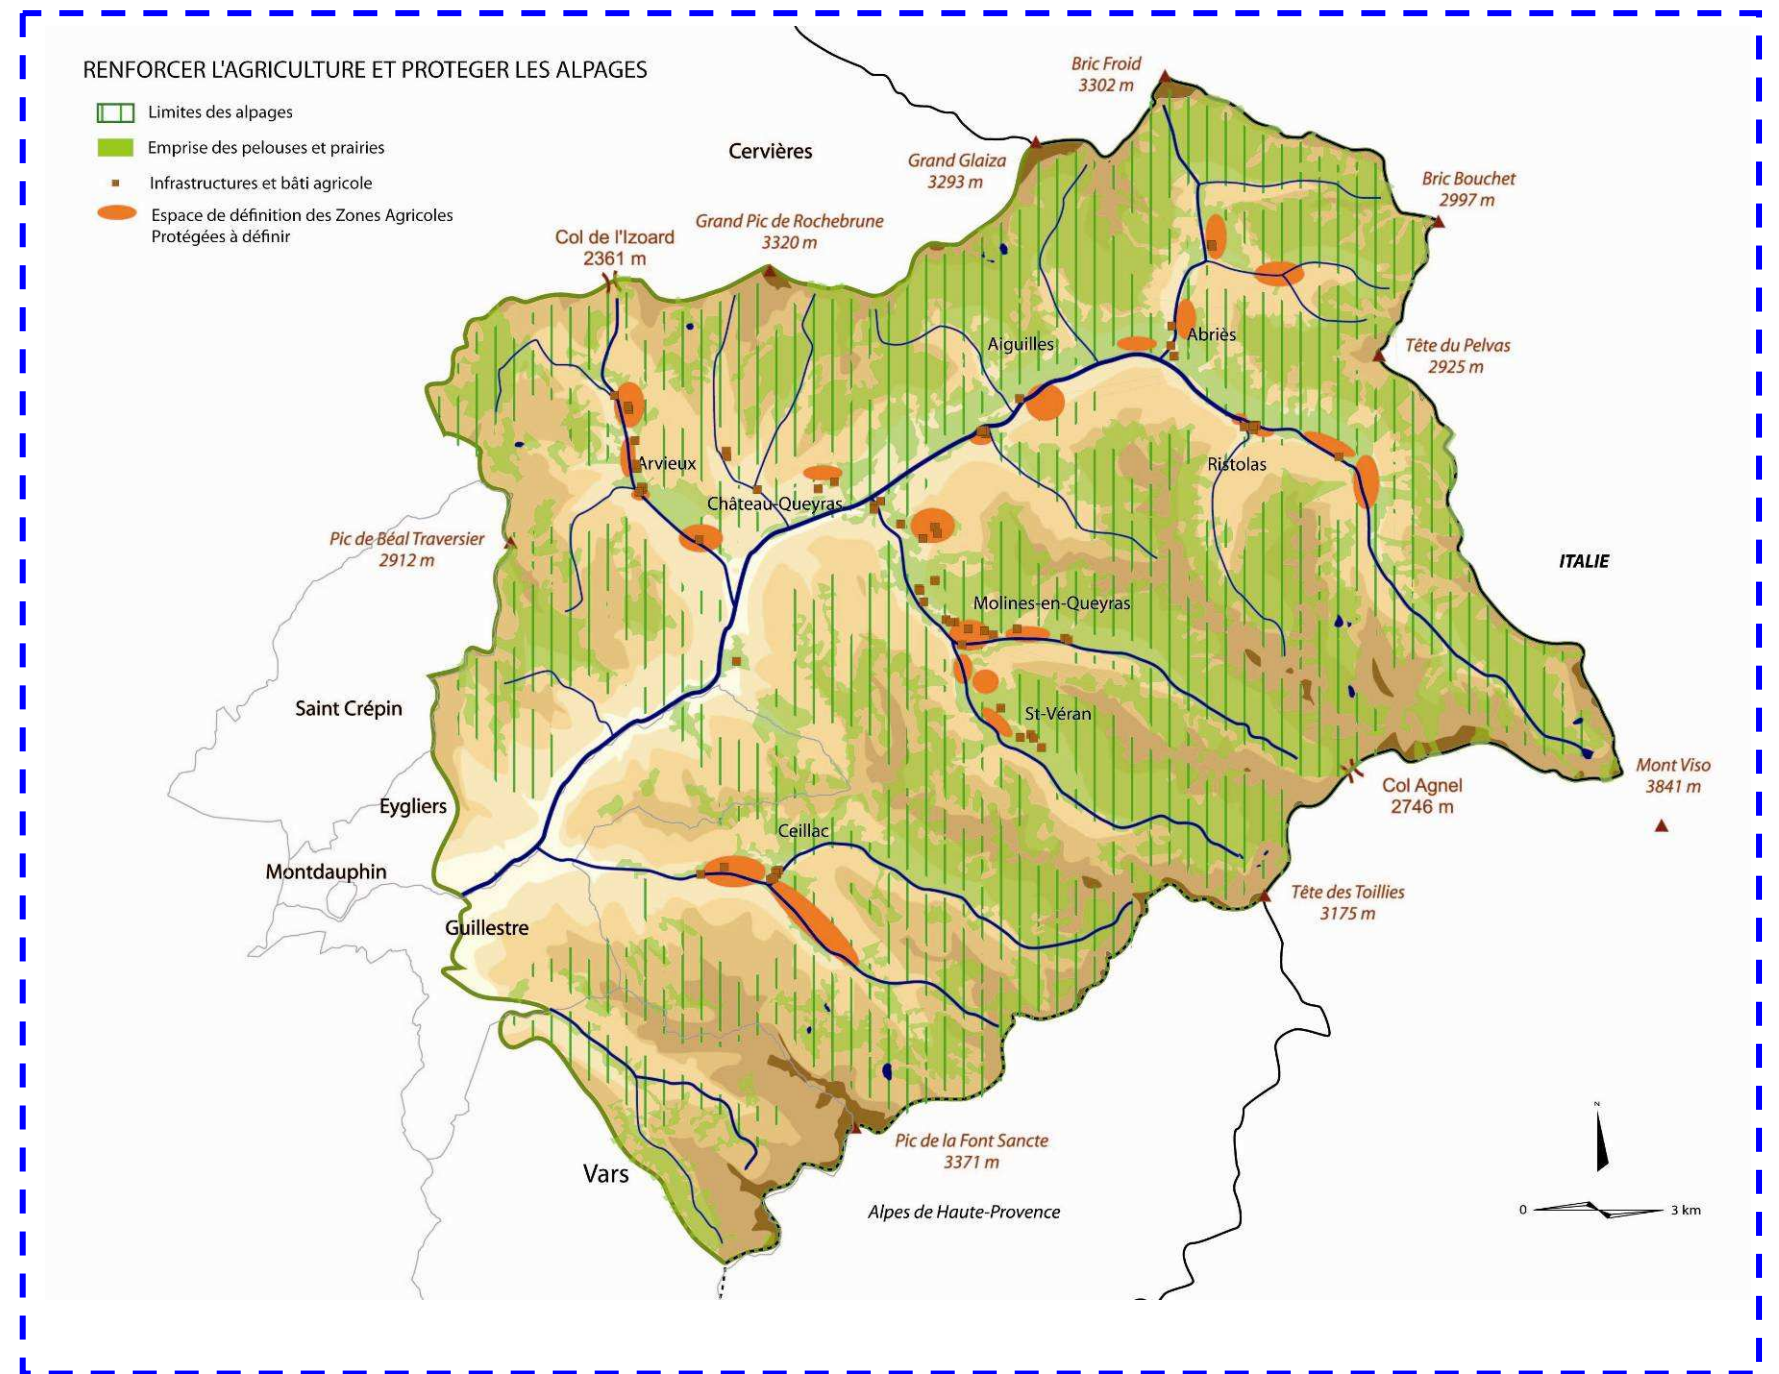 RENFORCER L'AGRICULTURE ET PROTEGER LES ALPAGES
Limites des alpages
Emprise des pelouses et prairies
Infrastructures et bâti agricole
Espace de définition des Zones Agricoles
Protégées à définir
Bric Froid
3302 m
Cervières
Grand Glaiza
3293 m
Bric Bouchet
2997 m
Grand Pic de Rochebrune
3320 m
Col de l'Izoard
2361 m
Aiguilles
Abriès
Tête du Pelvas
2925 m
Arvieux
Ristolas
Château-Queyras
Pic de Béal Traversier
2912 m
ITALIE
Molines-en-Queyras
Saint Crépin
St-Véran
Mont Viso
3841 m
Col Agnel
2746 m
Eygliers
Ceillac
Montdauphin
Tête des Toillies
3175 m
Guillestre
Pic de la Font Sancte
3371 m
Vars
Alpes de Haute-Provence
N
0
3 km